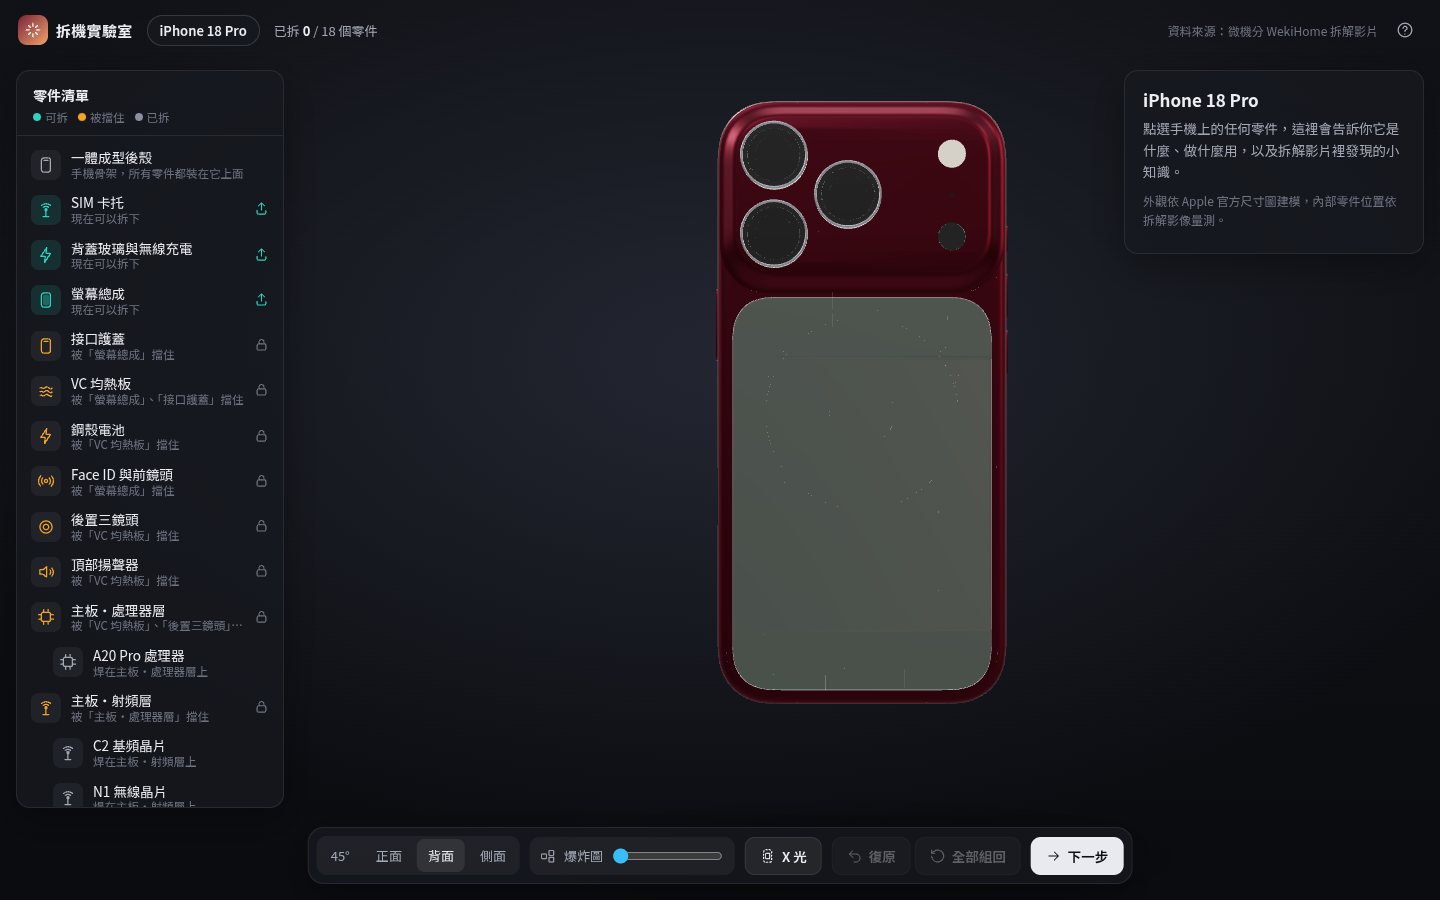 拆機實驗室
iPhone 18 Pro
已拆 0 / 18 個零件
資料來源：微機分 WekiHome 拆解影片
零件清單
可拆
被擋住
已拆
一體成型後殼
手機骨架，所有零件都裝在它上面
SIM 卡托
現在可以拆下
背蓋玻璃與無線充電
現在可以拆下
螢幕總成
現在可以拆下
接口護蓋
被「螢幕總成」擋住
VC 均熱板
被「螢幕總成」、「接口護蓋」擋住
鋼殼電池
被「VC 均熱板」擋住
Face ID 與前鏡頭
被「螢幕總成」擋住
後置三鏡頭
被「VC 均熱板」擋住
頂部揚聲器
被「VC 均熱板」擋住
主板・處理器層
被「VC 均熱板」、「後置三鏡頭」…
A20 Pro 處理器
焊在主板・處理器層上
主板・射頻層
被「主板・處理器層」擋住
C2 基頻晶片
焊在主板・射頻層上
N1 無線晶片
焊在主板・射頻層上
iPhone 18 Pro
點選手機上的任何零件，這裡會告訴你它是
什麼、做什麼用，以及拆解影片裡發現的小
知識。
外觀依 Apple 官方尺寸圖建模，內部零件位置依
拆解影像量測。
45°
正面
背面
側面
爆炸圖
X 光
復原
全部組回
下一步